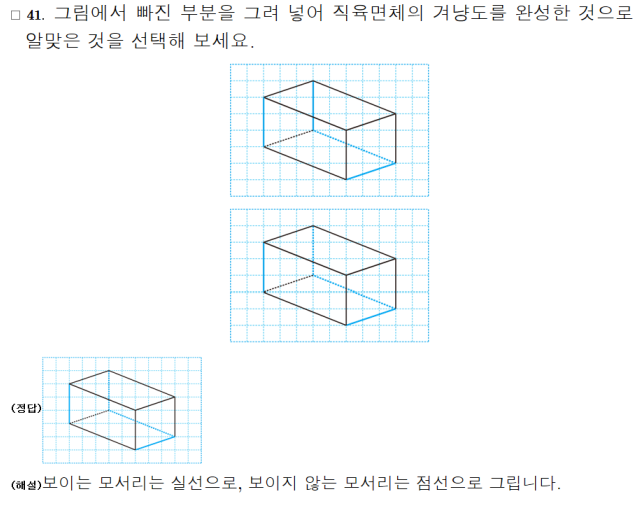 □ 41. 그림에서 빠진 부분을 그려 넣어 직육면체의 겨냥도를 완성한 것으로
알맞은 것을 선택해 보세요.
(정답)
(해설)보이는 모서리는 실선으로, 보이지 않는 모서리는 점선으로 그립니다.